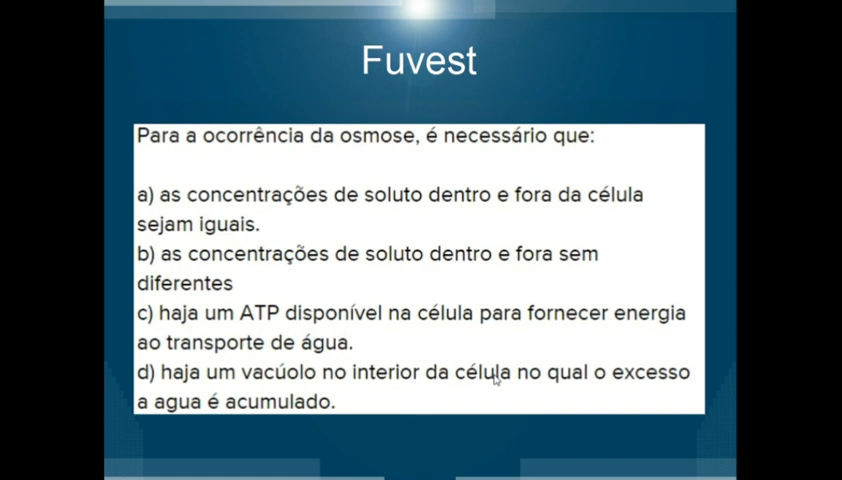 Fuvest
Para a ocorrência da osmose, é necessário que:
a) as concentrações de soluto dentro e fora da célula
sejam iguais.
b) as concentrações de soluto dentro e fora sem
diferentes
c) haja um ATP disponível na célula para fornecer energia
ao transporte de água.
d) haja um vacúolo no interior da célula no qual o excesso
a agua é acumulado.